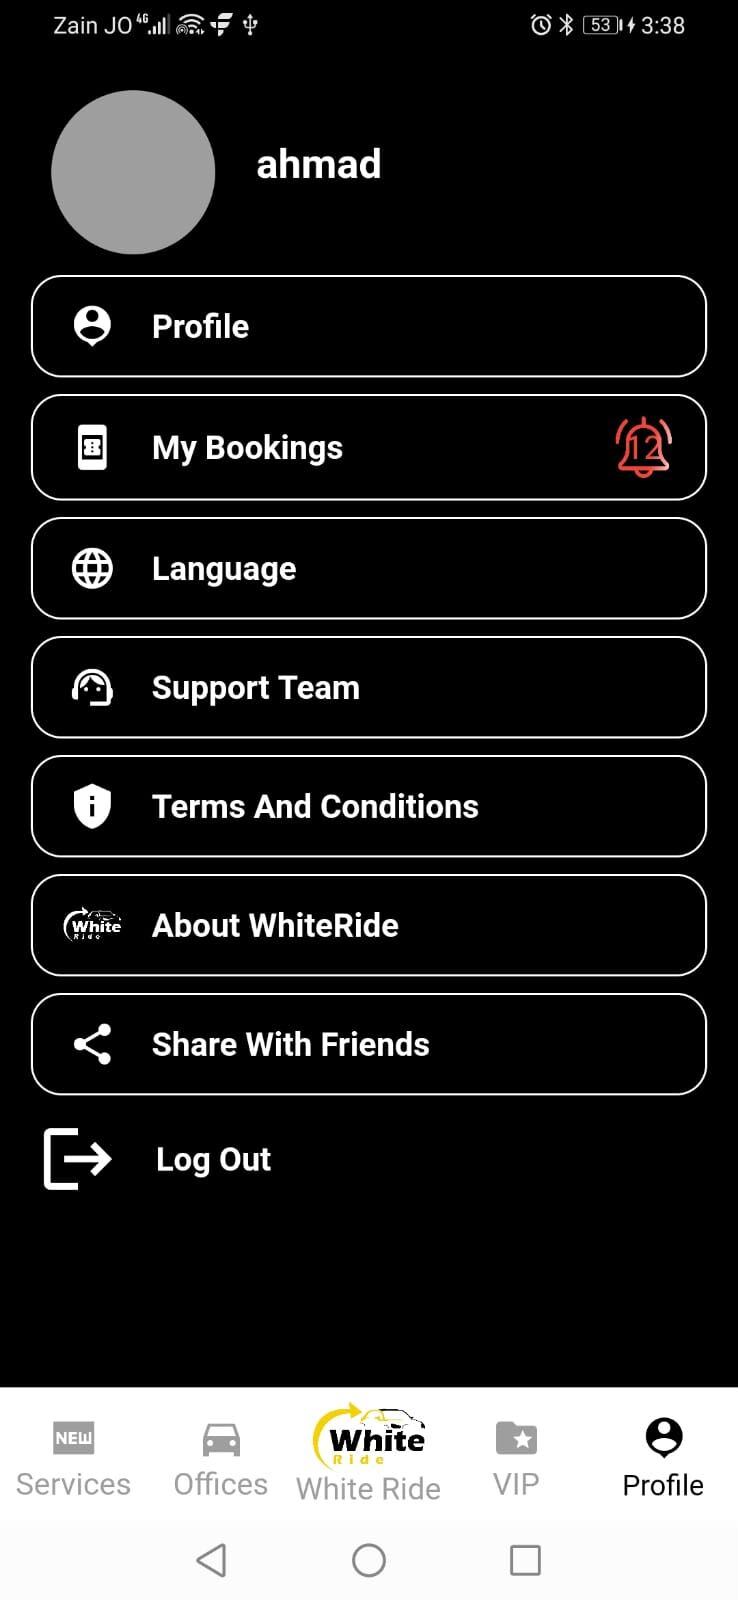 Zain JO 4G 53 3:38
ahmad
Profile
My Bookings 12
Language
Support Team
Terms And Conditions
White
Ride
About WhiteRide
Share With Friends
Log Out
NEW
White
Ride
Services Offices White Ride VIP Profile